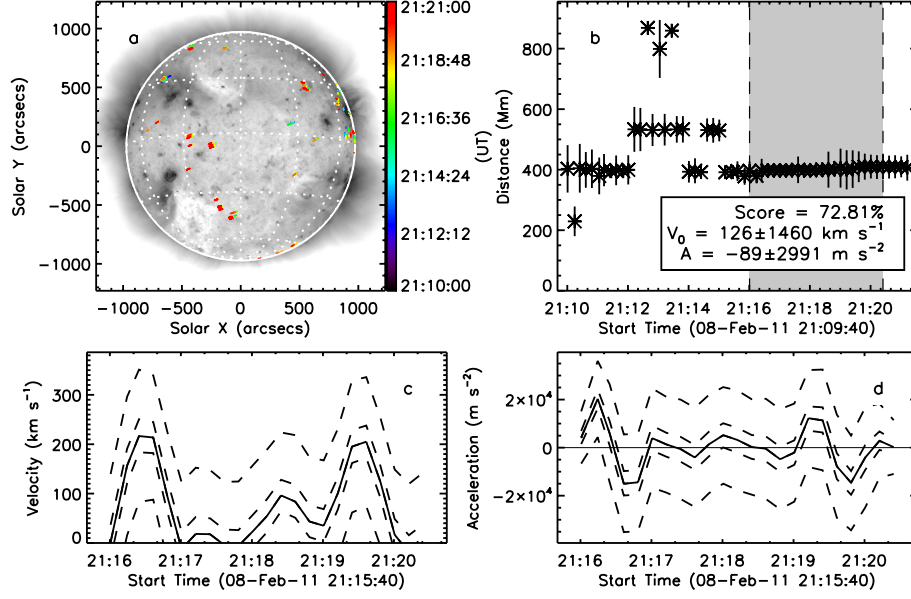 a
1000
500
0
−500
−1000
Solar Y (arcsecs)
−1000 −500 0 500 1000
Solar X (arcsecs)
21:21:00
21:18:48
21:16:36
21:14:24
21:12:12
21:10:00
(UT)
b
800
600
400
200
0
Distance (Mm)
Score = 72.81%
V₀ = 126±1460 km s⁻¹
A = −89±2991 m s⁻²
21:10 21:12 21:14 21:16 21:18 21:20
Start Time (08−Feb−11 21:09:40)
c
300
200
100
0
Velocity (km s⁻¹)
21:16 21:17 21:18 21:19 21:20
Start Time (08−Feb−11 21:15:40)
d
2×10⁴
0
−2×10⁴
Acceleration (m s⁻²)
21:16 21:17 21:18 21:19 21:20
Start Time (08−Feb−11 21:15:40)